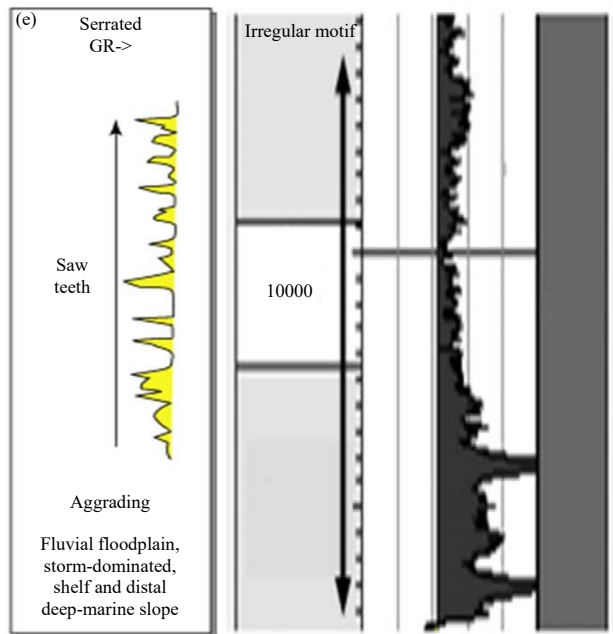 (e)
Serrated
GR->
Saw
teeth
Aggrading
Fluvial floodplain,
storm-dominated,
shelf and distal
deep-marine slope
Irregular motif
10000